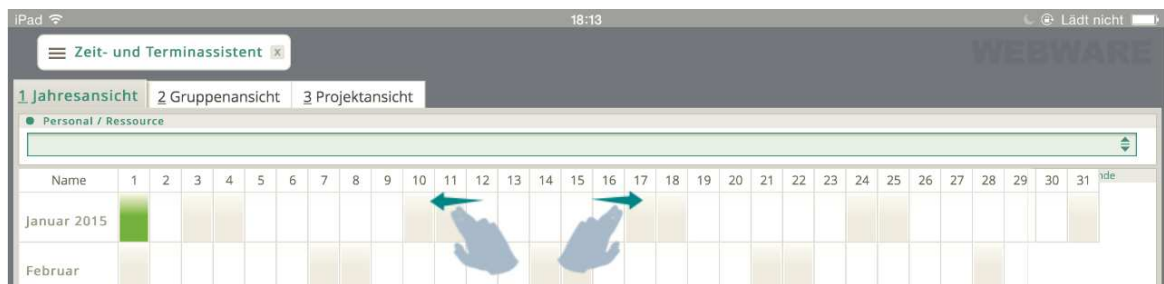 iPad 18:13 Lädt nicht
Zeit- und Terminassistent x WEBWARE
1 Jahresansicht 2 Gruppenansicht 3 Projektansicht
Personal / Ressource
Name 1 2 3 4 5 6 7 8 9 10 11 12 13 14 15 16 17 18 19 20 21 22 23 24 25 26 27 28 29 30 31 nde
Januar 2015
Februar